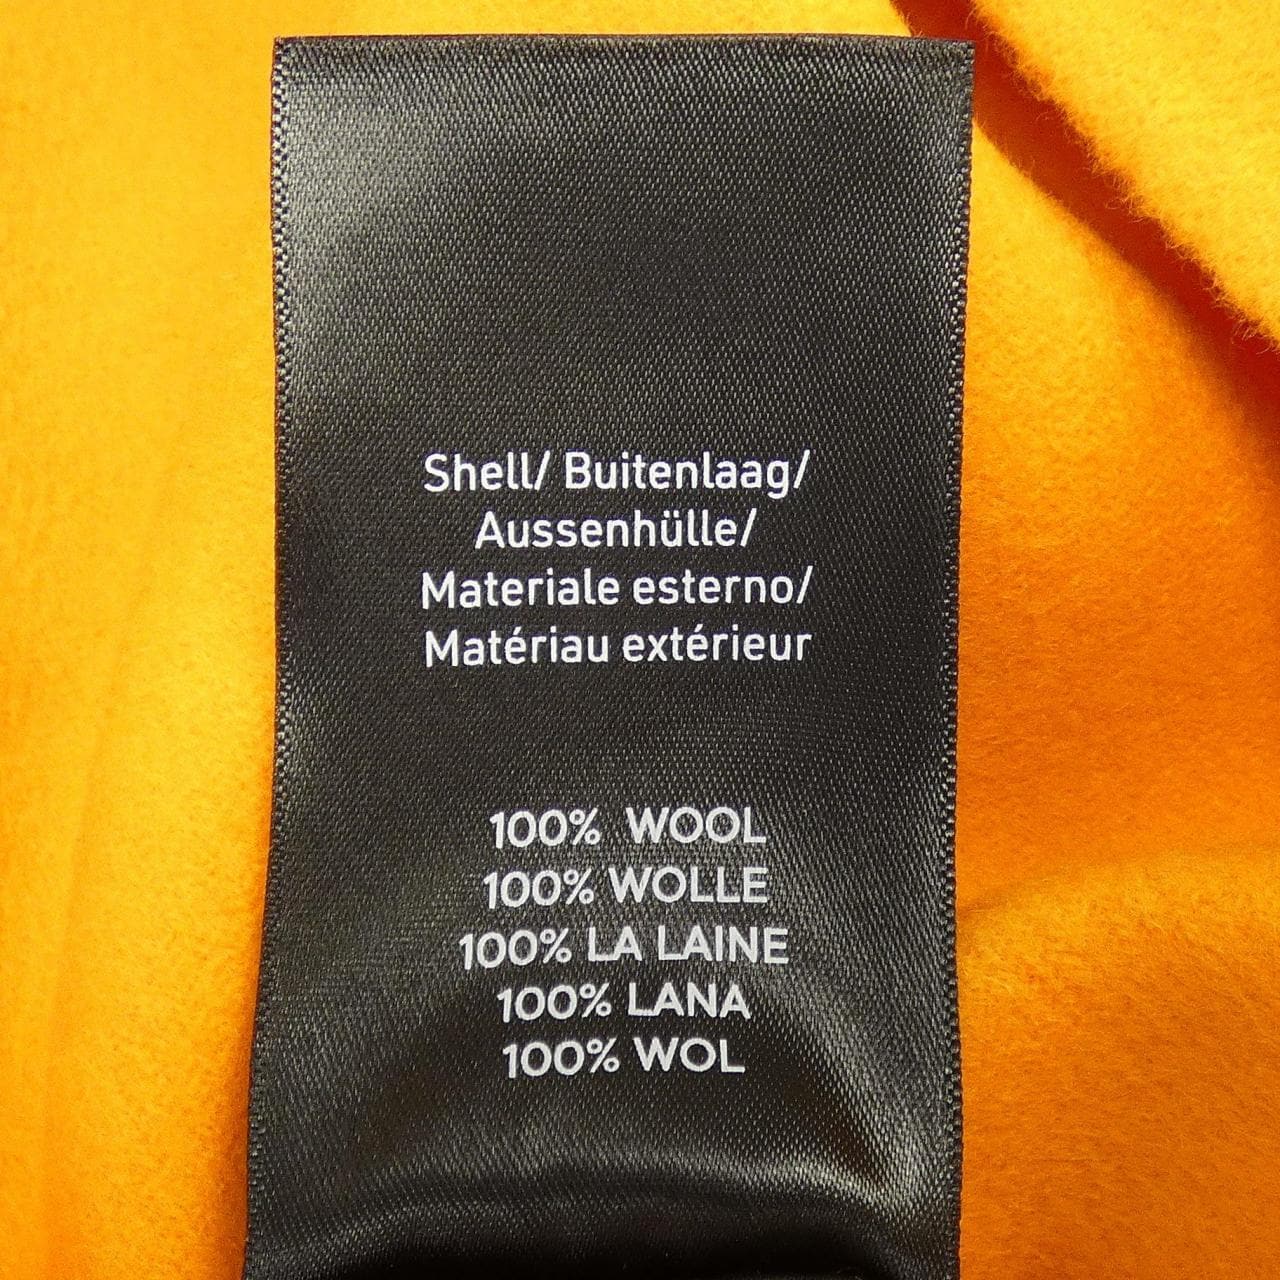 Shell/ Buitenlaag/
Aussenhülle/
Materiale esterno/
Matériau extérieur
100% WOOL
100% WOLLE
100% LA LAINE
100% LANA
100% WOL